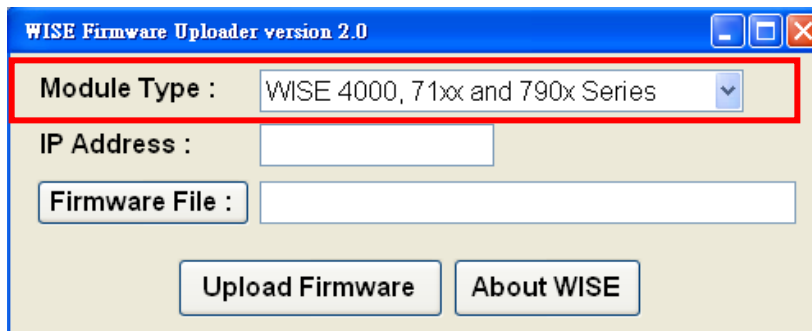 WISE Firmware Uploader version 2.0
Module Type : WISE 4000, 71xx and 790x Series
IP Address :
Firmware File :
Upload Firmware About WISE